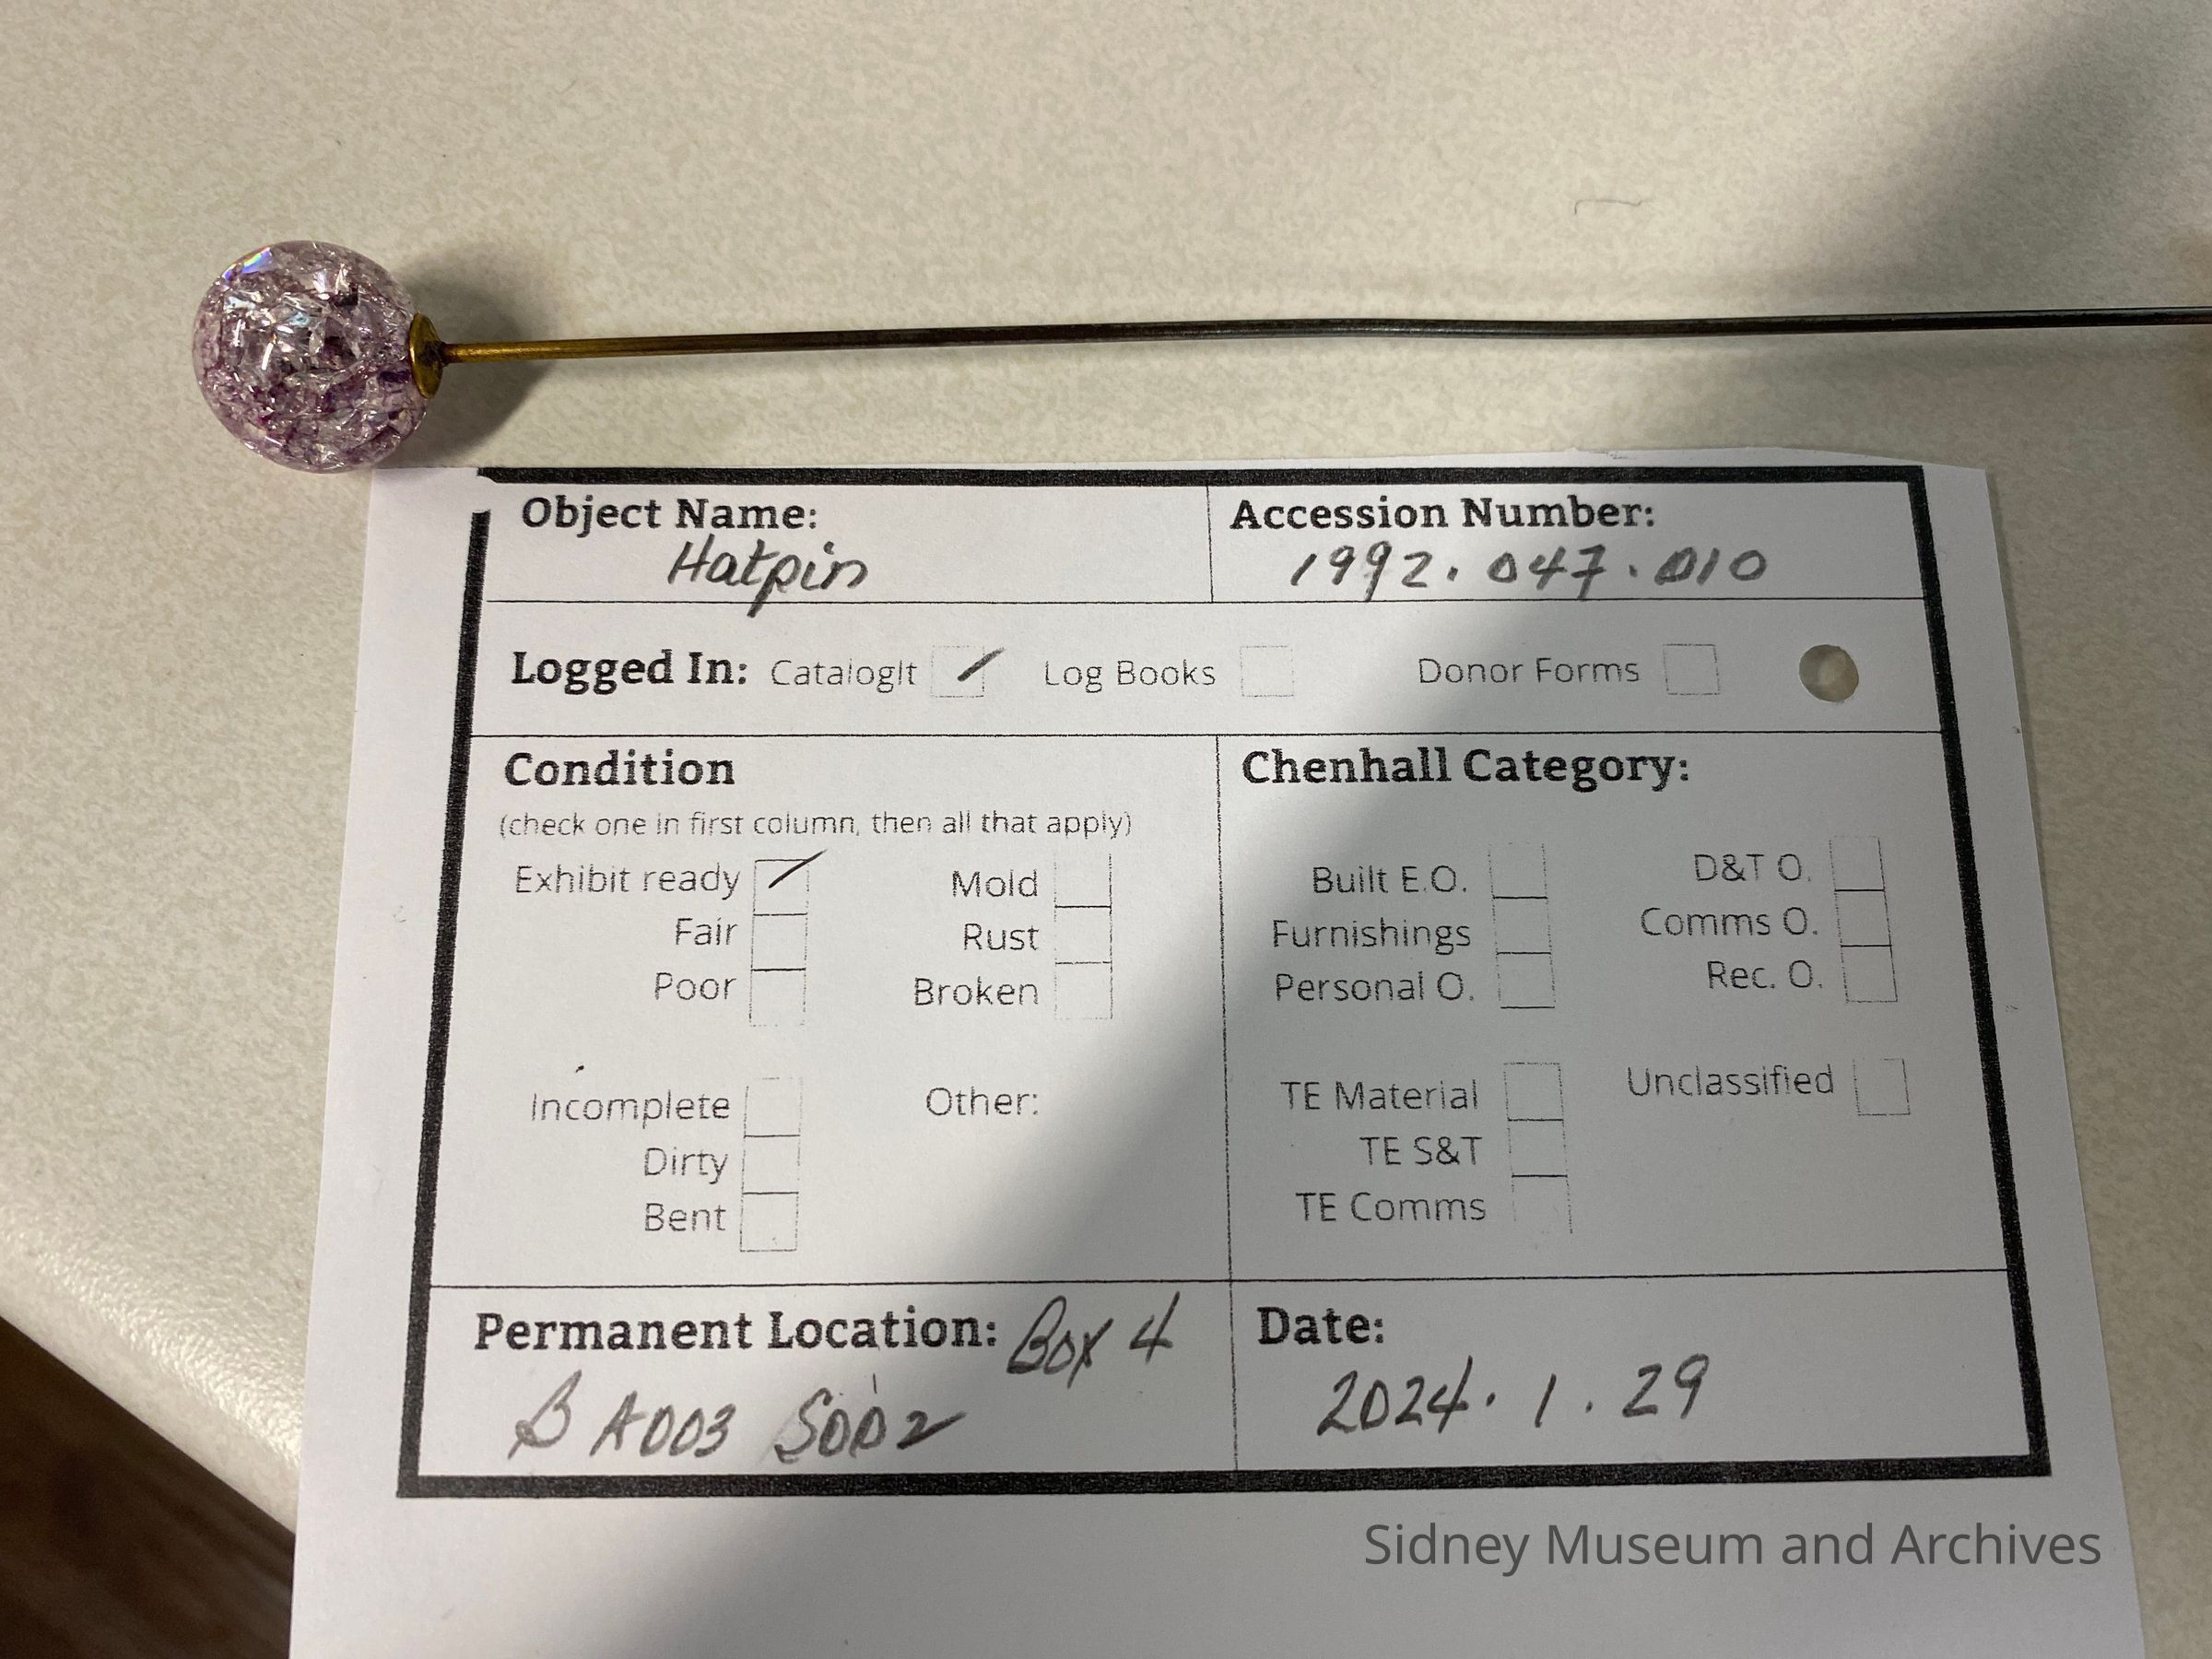 Object Name:
Hatpin
Accession Number:
1992.047.010
Logged In: CatalogIt Log Books Donor Forms
Condition
(check one in first column, then all that apply)
Exhibit ready Mold
Fair Rust
Poor Broken
Incomplete Other:
Dirty
Bent
Chenhall Category:
Built E.O. D&T O.
Furnishings Comms O.
Personal O. Rec. O.
TE Material Unclassified
TE S&T
TE Comms
Permanent Location: Box 4
B A003 S002
Date:
2024.1.29
Sidney Museum and Archives